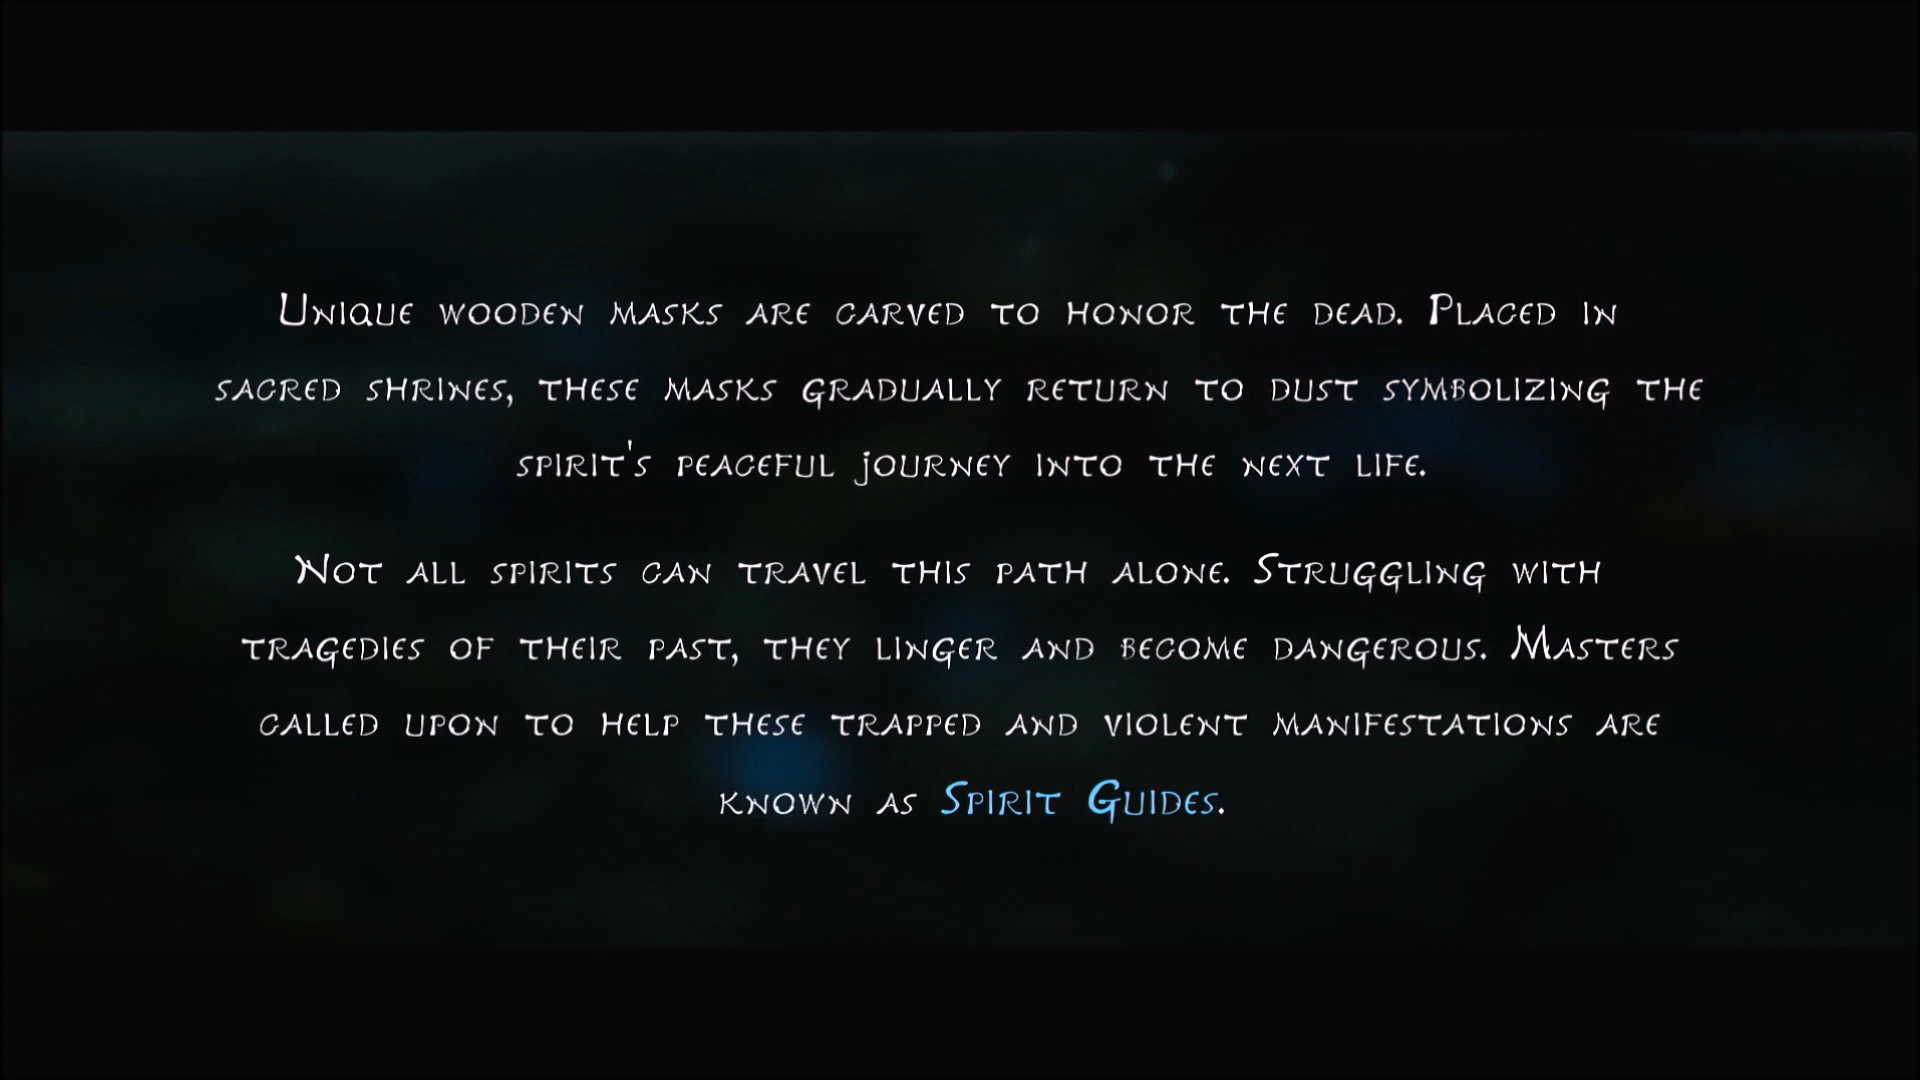 Unique wooden masks are carved to honor the dead. Placed in
sacred shrines, these masks gradually return to dust symbolizing the
spirit's peaceful journey into the next life.
Not all spirits can travel this path alone. Struggling with
tragedies of their past, they linger and become dangerous. Masters
called upon to help these trapped and violent manifestations are
known as Spirit Guides.